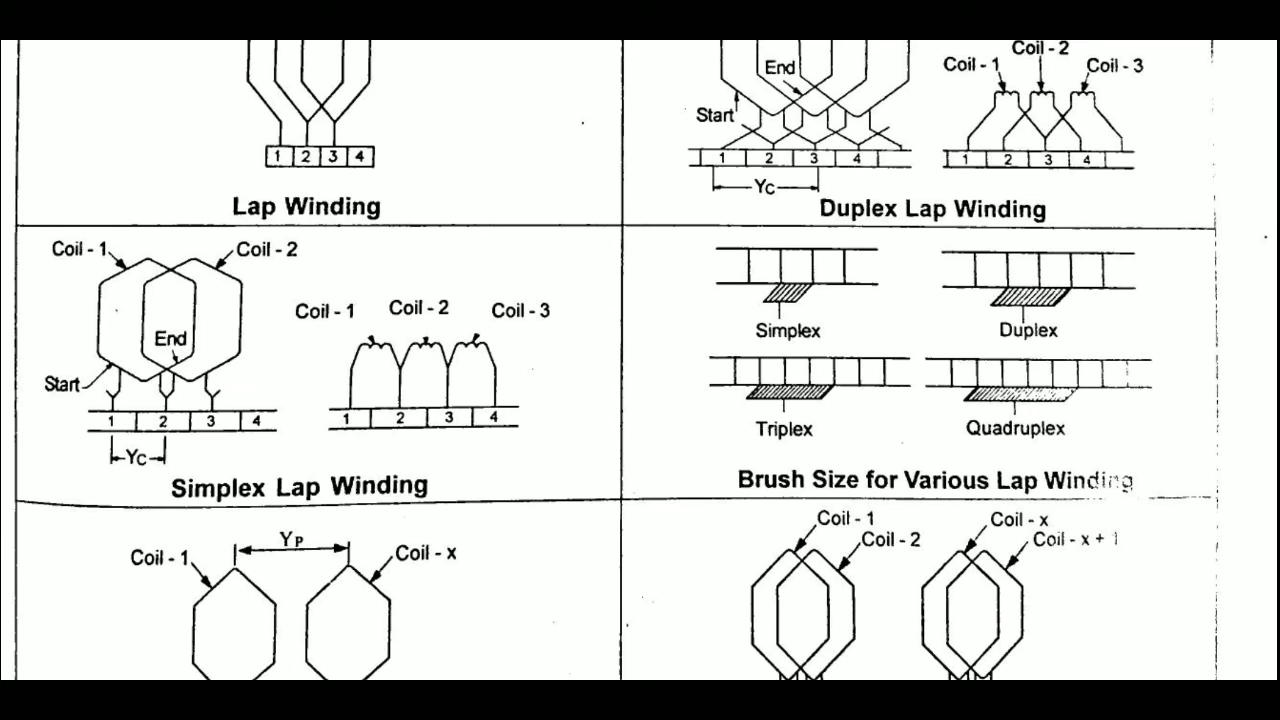 1 2 3 4
Lap Winding
End
Start
1 2 3 4
YC
Coil - 1
Coil - 2
Coil - 3
1 2 3 4
Duplex Lap Winding
Coil - 1
Coil - 2
End
Start
1 2 3 4
YC
Coil - 1
Coil - 2
Coil - 3
1 2 3 4
Simplex Lap Winding
Simplex
Duplex
Triplex
Quadruplex
Brush Size for Various Lap Winding
Coil - 1
YP
Coil - x
Coil - 1
Coil - 2
Coil - x
Coil - x + 1